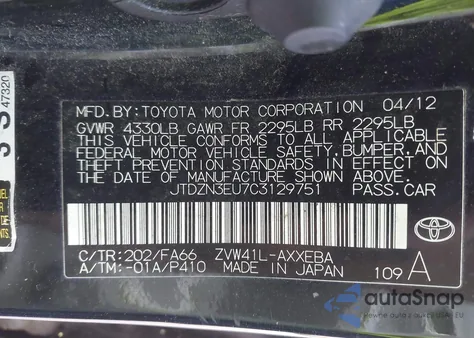 47320
MFD. BY: TOYOTA MOTOR CORPORATION 04/12
GVWR 4330LB GAWR FR 2295LB RR 2295LB
THIS VEHICLE CONFORMS TO ALL APPLICABLE
FEDERAL MOTOR VEHICLE SAFETY, BUMPER, AND
THEFT PREVENTION STANDARDS IN EFFECT ON
THE DATE OF MANUFACTURE SHOWN ABOVE.
JTDZN3EU7C3129751 PASS. CAR
C/TR: 202/FA66 ZVW41L-AXXEBA
A/TM: -01A/P410 MADE IN JAPAN 109 A
TOYOTA
autoSnap